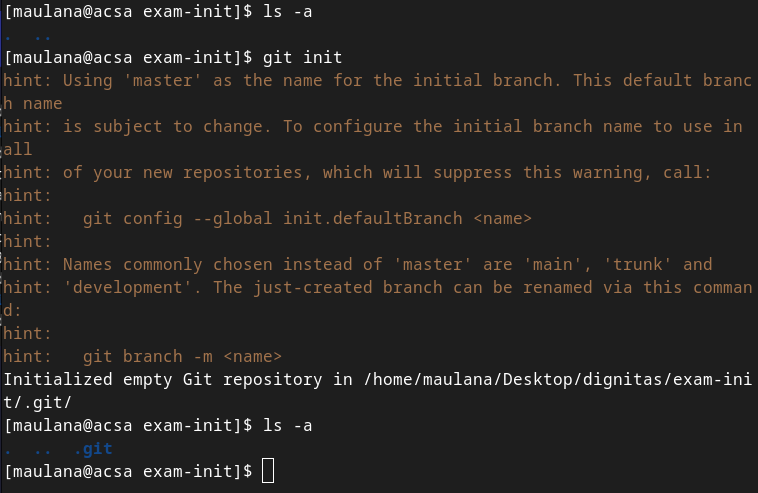 [maulana@acsa exam-init]$ ls -a
.  ..
[maulana@acsa exam-init]$ git init
hint: Using 'master' as the name for the initial branch. This default branc
h name
hint: is subject to change. To configure the initial branch name to use in
all
hint: of your new repositories, which will suppress this warning, call:
hint:
hint:   git config --global init.defaultBranch <name>
hint:
hint: Names commonly chosen instead of 'master' are 'main', 'trunk' and
hint: 'development'. The just-created branch can be renamed via this comman
d:
hint:
hint:   git branch -m <name>
Initialized empty Git repository in /home/maulana/Desktop/dignitas/exam-ini
t/.git/
[maulana@acsa exam-init]$ ls -a
.  ..  .git
[maulana@acsa exam-init]$